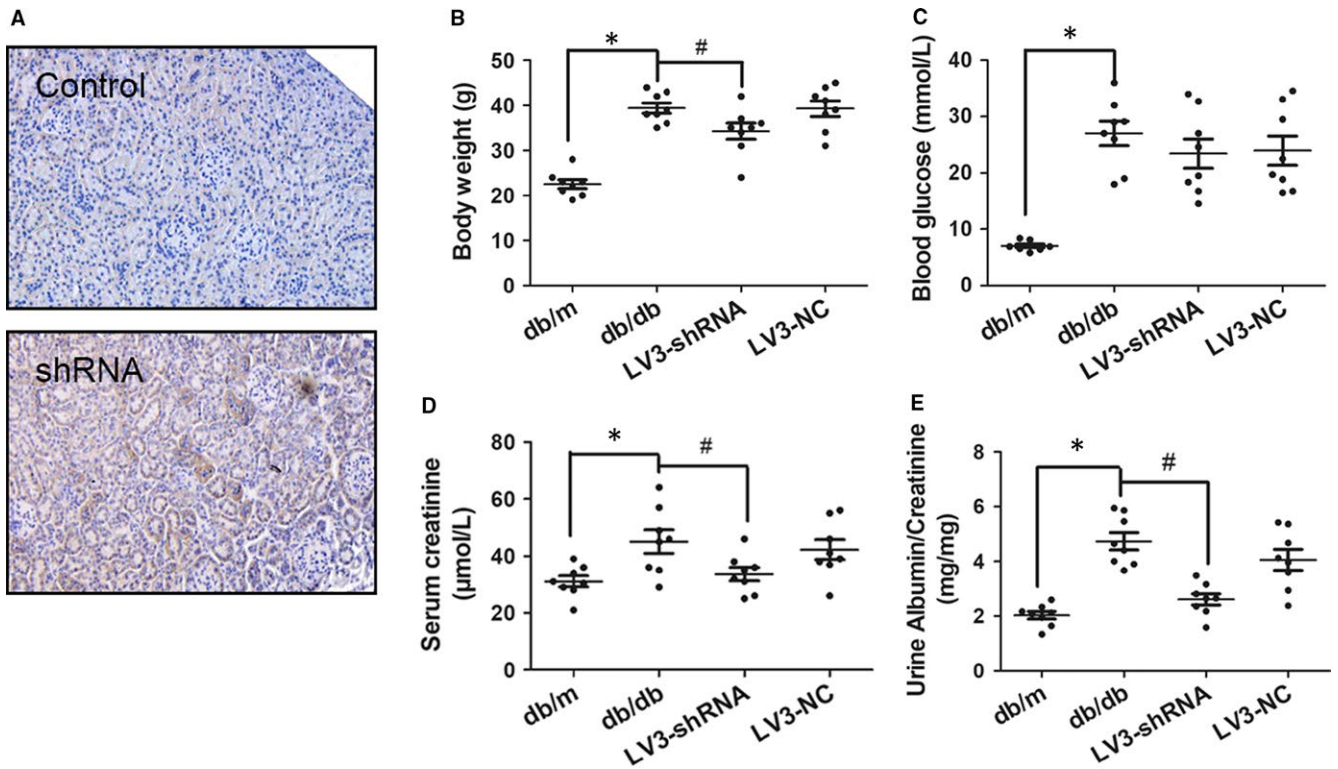 A
Control
shRNA
B
Body weight (g)
50
40
30
20
10
0
*
#
db/m
db/db
LV3-shRNA
LV3-NC
C
Blood glucose (mmol/L)
40
30
20
10
0
*
db/m
db/db
LV3-shRNA
LV3-NC
D
Serum creatinine
(μmol/L)
80
60
40
20
0
*
#
db/m
db/db
LV3-shRNA
LV3-NC
E
Urine Albumin/Creatinine
(mg/mg)
8
6
4
2
0
*
#
db/m
db/db
LV3-shRNA
LV3-NC